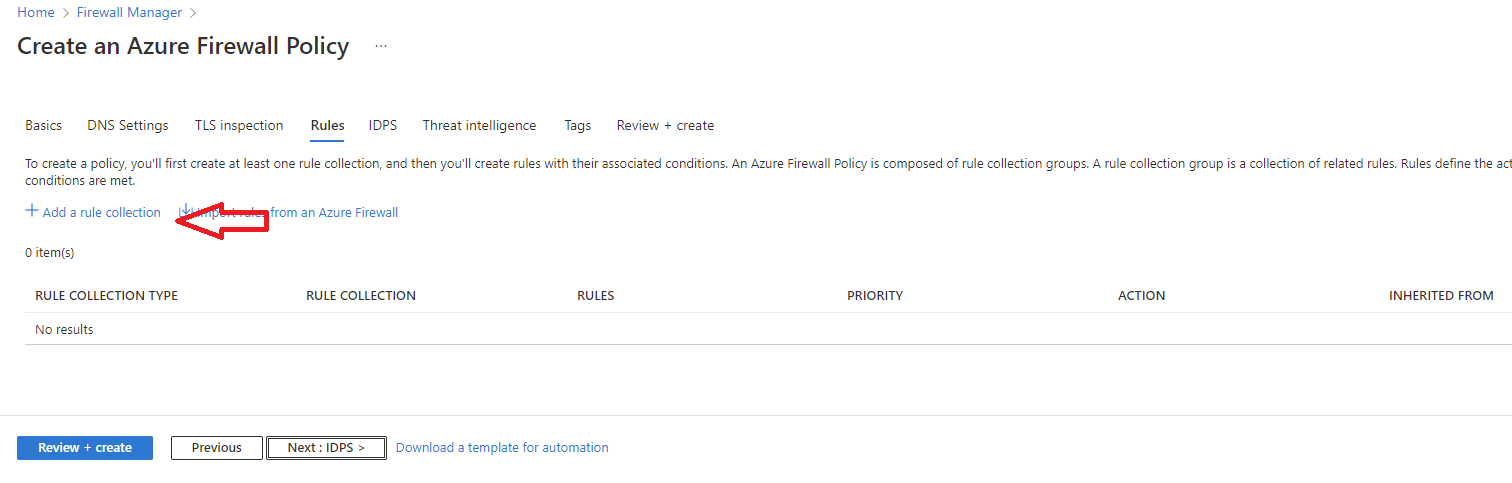 Home > Firewall Manager >
Create an Azure Firewall Policy ...
Basics DNS Settings TLS inspection Rules IDPS Threat intelligence Tags Review + create
To create a policy, you'll first create at least one rule collection, and then you'll create rules with their associated conditions. An Azure Firewall Policy is composed of rule collection groups. A rule collection group is a collection of related rules. Rules define the act
conditions are met.
+ Add a rule collection Import rules from an Azure Firewall
0 item(s)
RULE COLLECTION TYPE RULE COLLECTION RULES PRIORITY ACTION INHERITED FROM
No results
Review + create Previous Next : IDPS > Download a template for automation